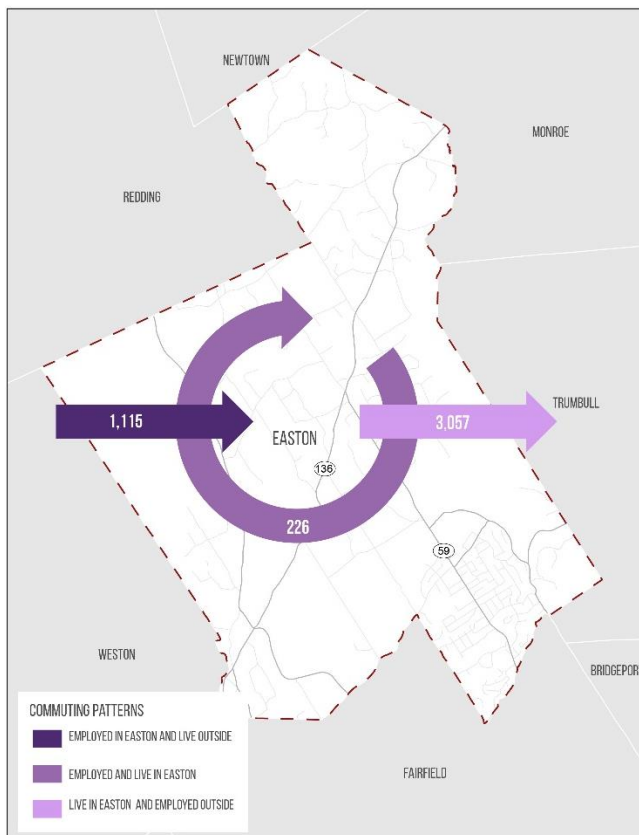 NEWTOWN
MONROE
REDDING
TRUMBULL
1,115
3,057
EASTON
136
226
59
WESTON
BRIDGEPOR
COMMUTING PATTERNS
EMPLOYED IN EASTON AND LIVE OUTSIDE
EMPLOYED AND LIVE IN EASTON
LIVE IN EASTON AND EMPLOYED OUTSIDE
FAIRFIELD